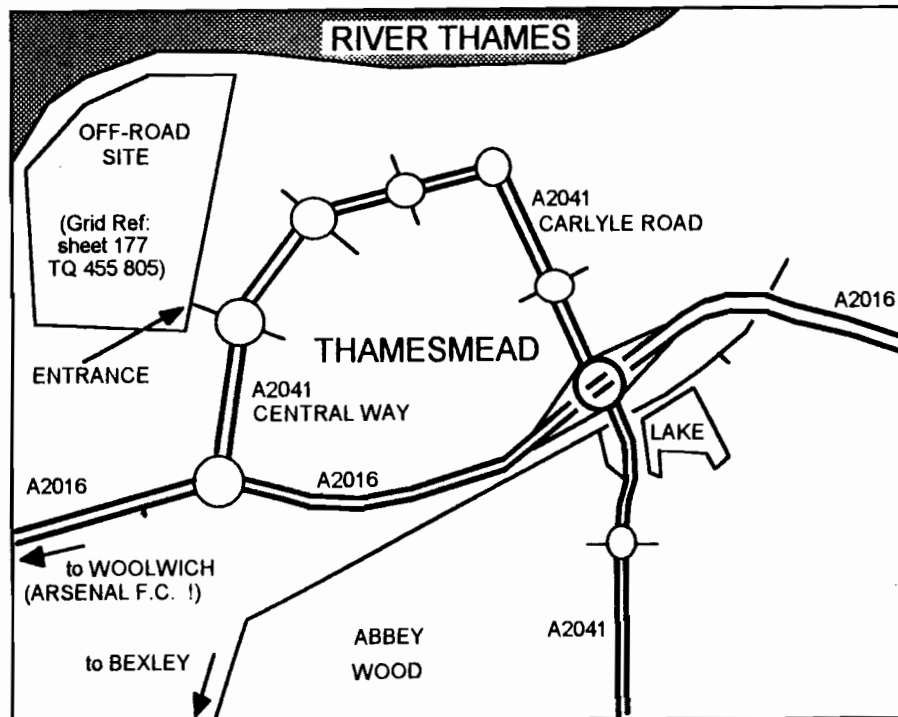 RIVER THAMES
OFF-ROAD
SITE
(Grid Ref:
sheet 177
TQ 455 805)
A2041
CARLYLE ROAD
A2016
THAMESMEAD
ENTRANCE
A2041
CENTRAL WAY
LAKE
A2016
A2016
to WOOLWICH
(ARSENAL F.C. !)
A2041
ABBEY
WOOD
to BEXLEY